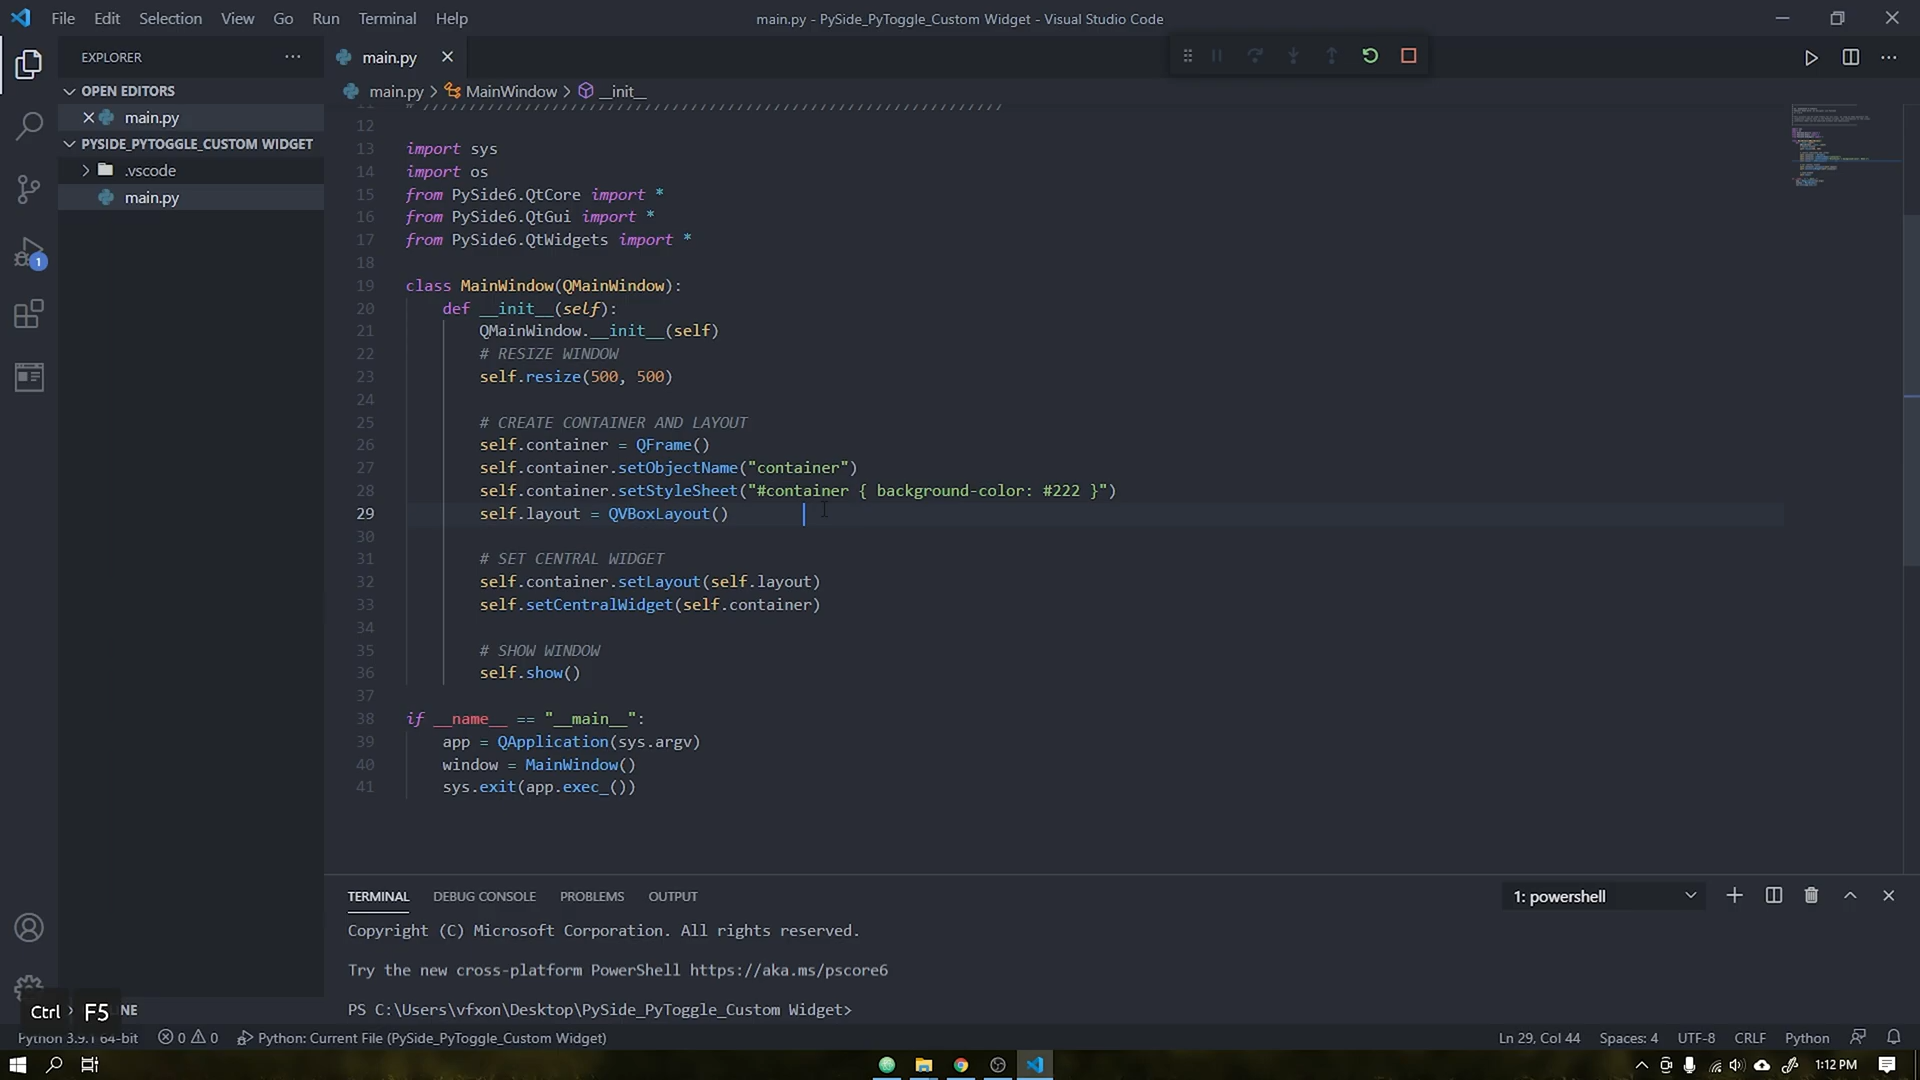 File Edit Selection View Go Run Terminal Help
main.py - PySide_PyToggle_Custom Widget - Visual Studio Code
EXPLORER
main.py
OPEN EDITORS
main.py
PYSIDE_PYTOGGLE_CUSTOM WIDGET
.vscode
main.py
1
main.py > MainWindow > __init__
11 # ///////////////////////////////////////////////////////////////
12
13 import sys
14 import os
15 from PySide6.QtCore import *
16 from PySide6.QtGui import *
17 from PySide6.QtWidgets import *
18
19 class MainWindow(QMainWindow):
20 def __init__(self):
21 QMainWindow.__init__(self)
22 # RESIZE WINDOW
23 self.resize(500, 500)
24
25 # CREATE CONTAINER AND LAYOUT
26 self.container = QFrame()
27 self.container.setObjectName("container")
28 self.container.setStyleSheet("#container { background-color: #222 }")
29 self.layout = QVBoxLayout()
30
31 # SET CENTRAL WIDGET
32 self.container.setLayout(self.layout)
33 self.setCentralWidget(self.container)
34
35 # SHOW WINDOW
36 self.show()
37
38 if __name__ == "__main__":
39 app = QApplication(sys.argv)
40 window = MainWindow()
41 sys.exit(app.exec_())
TERMINAL DEBUG CONSOLE PROBLEMS OUTPUT
1: powershell
Copyright (C) Microsoft Corporation. All rights reserved.
Try the new cross-platform PowerShell https://aka.ms/pscore6
PS C:\Users\vfxon\Desktop\PySide_PyToggle_Custom Widget>
Ctrl F5
Python 3.9.1 64-bit 0 0 Python: Current File (PySide_PyToggle_Custom Widget)
Ln 29, Col 44 Spaces: 4 UTF-8 CRLF Python
1:12 PM